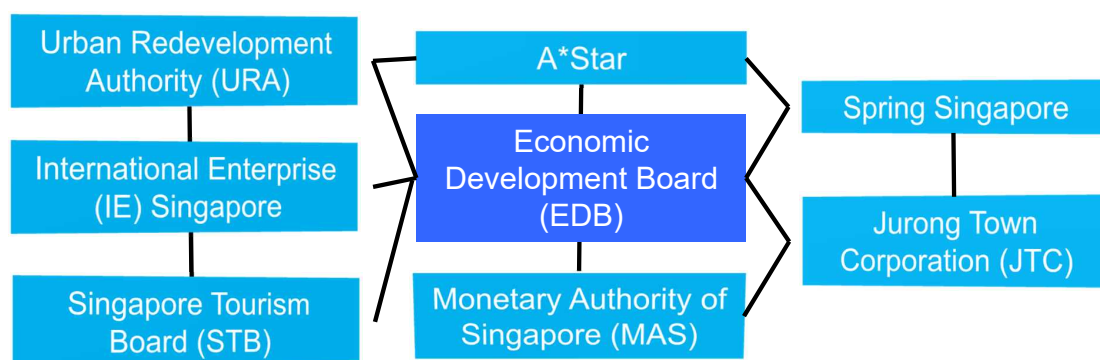 Urban Redevelopment
Authority (URA)
International Enterprise
(IE) Singapore
Singapore Tourism
Board (STB)
A*Star
Economic
Development Board
(EDB)
Monetary Authority of
Singapore (MAS)
Spring Singapore
Jurong Town
Corporation (JTC)